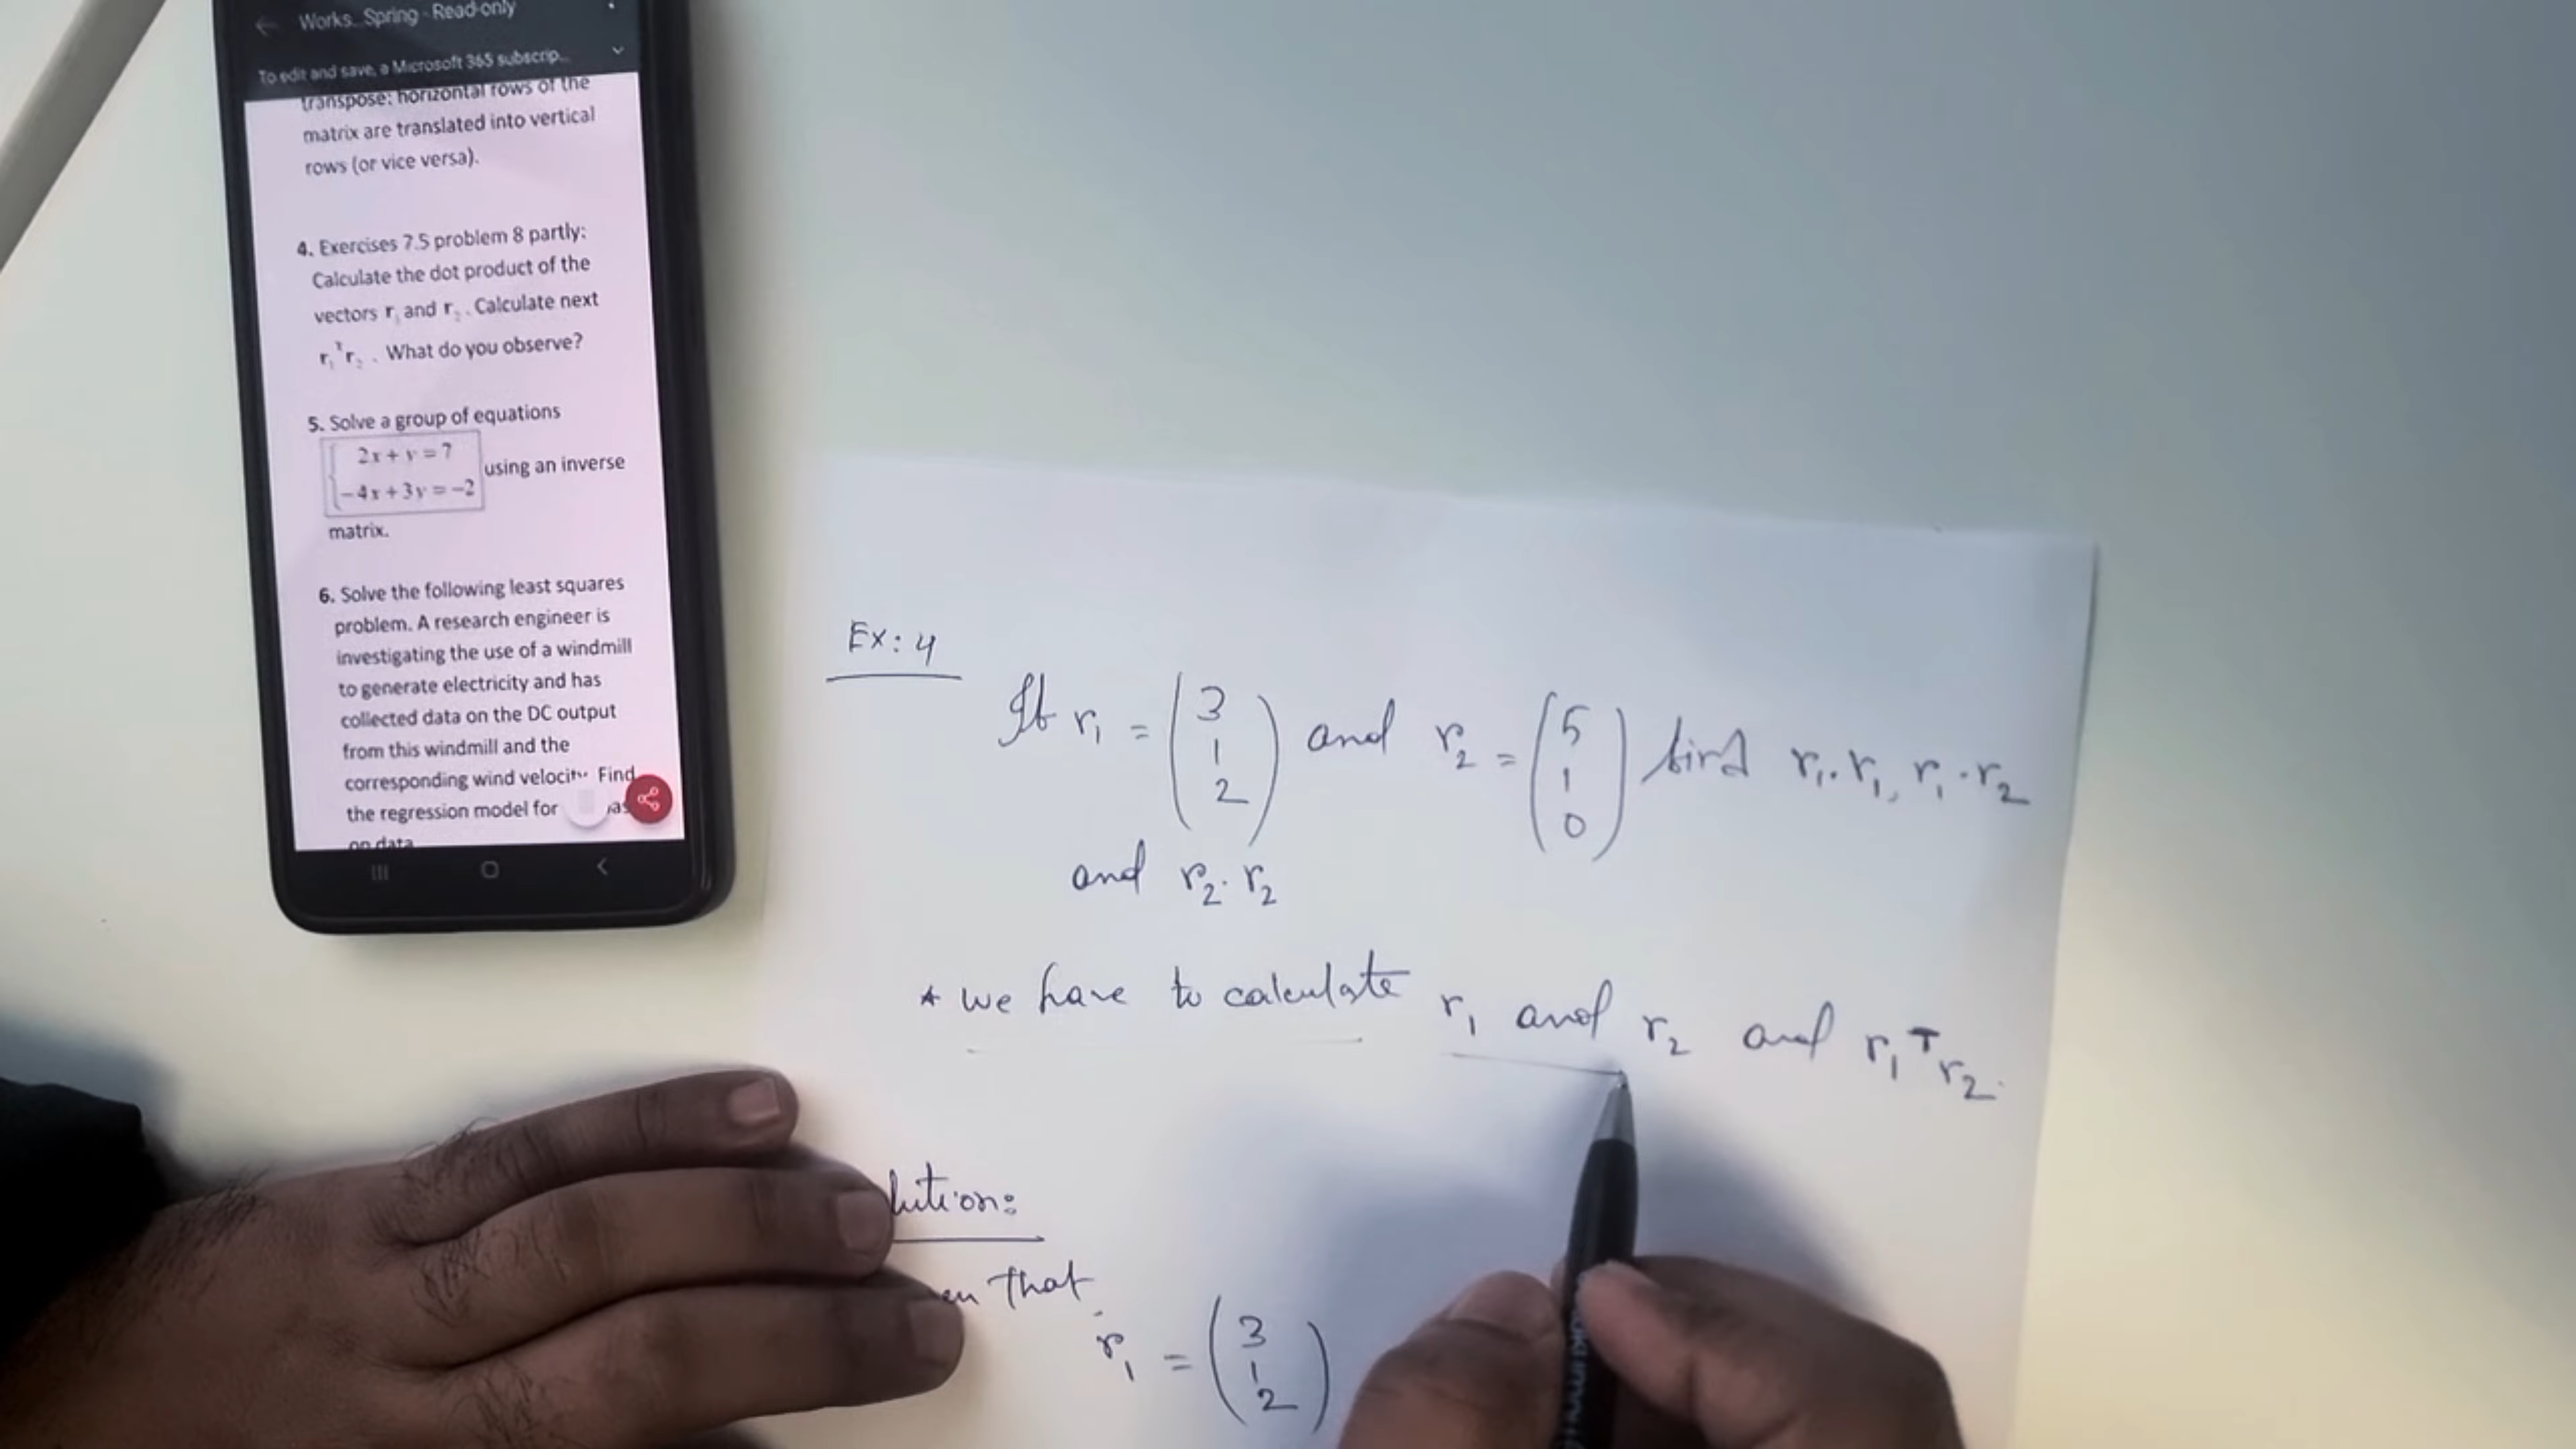 Works...Spring - Read-only
To edit and save, a Microsoft 365 subscrip...
transpose: horizontal rows of the
matrix are translated into vertical
rows (or vice versa).
4. Exercises 7.5 problem 8 partly:
Calculate the dot product of the
vectors r₁ and r₂. Calculate next
r₁ᵀr₂. What do you observe?
5. Solve a group of equations
2x + y = 7
-4x + 3y = -2
using an inverse
matrix.
6. Solve the following least squares
problem. A research engineer is
investigating the use of a windmill
to generate electricity and has
collected data on the DC output
from this windmill and the
corresponding wind velocity. Find
the regression model for
on data
Ex: 4
If r₁ = (3 1 2) and r₂ = (5 1 0) find r₁.r₁, r₁.r₂
and r₂.r₂
* we have to calculate r₁ and r₂ and r₁ᵀr₂.
lution:
en that
r₁ = (3 1 2)